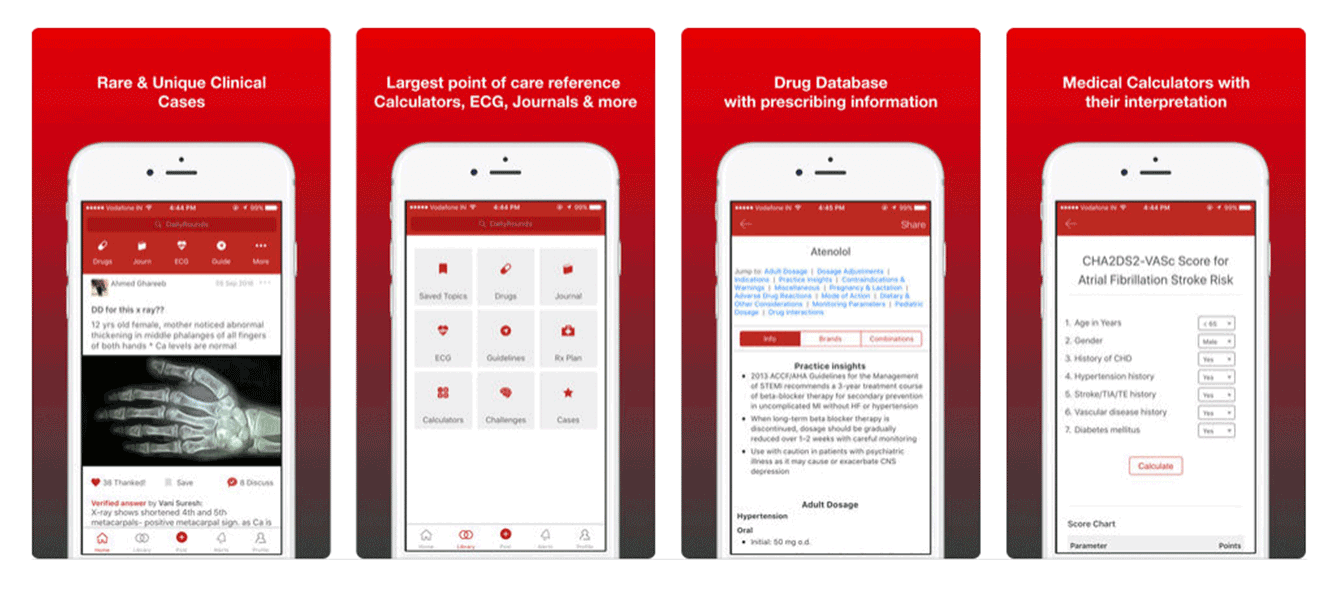 Rare & Unique Clinical
Cases
Vodafone IN 4:44 PM 99%
DailyRounds
Drugs Journ ECG Guide More
Ahmed Ghareeb 05 Sep 2016
DD for this x ray??
12 yrs old female, mother noticed abnormal
thickening in middle phalanges of all fingers
of both hands * Ca levels are normal
38 Thanked! Save 8 Discuss
Verified answer by Vani Suresh:
X-ray shows shortened 4th and 5th
metacarpals- positive metacarpal sign. as Ca is
Home Library Post Alerts Profile
Largest point of care reference
Calculators, ECG, Journals & more
Vodafone IN 4:44 PM 99%
DailyRounds
Saved Topics Drugs Journal
ECG Guidelines Rx Plan
Calculators Challenges Cases
Home Library Post Alerts Profile
Drug Database
with prescribing information
Vodafone IN 4:45 PM 99%
Share
Atenolol
Jump to: Adult Dosage | Dosage Adjustments |
Indications | Practice Insights | Contraindications &
Warnings | Miscellaneous | Pregnancy & Lactation |
Adverse Drug Reactions | Mode of Action | Dietary &
Other Considerations | Monitoring Parameters | Pediatric
Dosage | Drug Interactions
Info Brands Combinations
Practice insights
• 2013 ACCF/AHA Guidelines for the Management
of STEMI recommends a 3-year treatment course
of beta-blocker therapy for secondary prevention
in uncomplicated MI without HF or hypertension
• When long-term beta blocker therapy is
discontinued, dosage should be gradually
reduced over 1–2 weeks with careful monitoring
• Use with caution in patients with psychiatric
illness as it may cause or exacerbate CNS
depression
Adult Dosage
Hypertension
Oral
• Initial: 50 mg o.d.
Medical Calculators with
their interpretation
Vodafone IN 4:44 PM 99%
CHA2DS2-VASc Score for
Atrial Fibrillation Stroke Risk
1. Age in Years < 65
2. Gender Male
3. History of CHD Yes
4. Hypertension history Yes
5. Stroke/TIA/TE history Yes
6. Vascular disease history Yes
7. Diabetes mellitus Yes
Calculate
Score Chart
Parameter Points